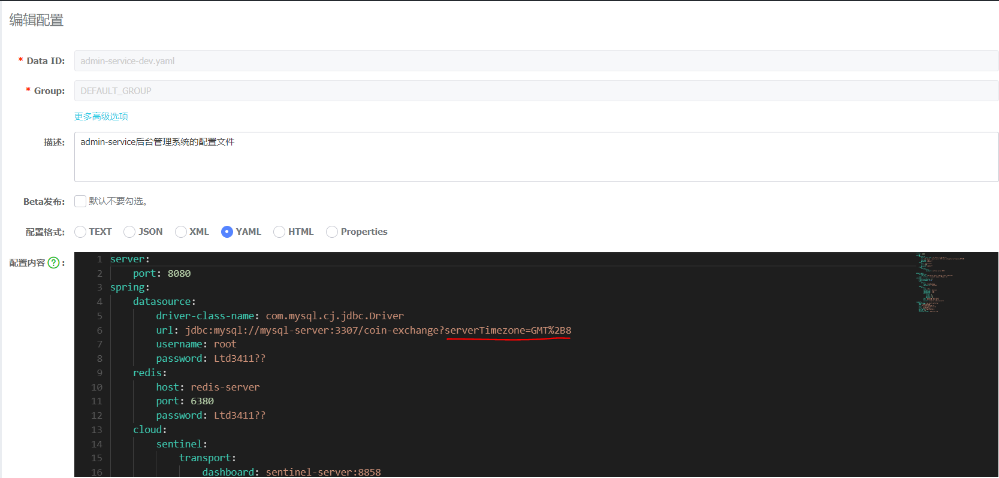 编辑配置
* Data ID: admin-service-dev.yaml
* Group: DEFAULT_GROUP
更多高级选项
描述: admin-service后台管理系统的配置文件
Beta发布: 默认不要勾选。
配置格式: TEXT JSON XML YAML HTML Properties
配置内容 ? :
1 server:
2 port: 8080
3 spring:
4 datasource:
5 driver-class-name: com.mysql.cj.jdbc.Driver
6 url: jdbc:mysql://mysql-server:3307/coin-exchange?serverTimezone=GMT%2B8
7 username: root
8 password: Ltd3411??
9 redis:
10 host: redis-server
11 port: 6380
12 password: Ltd3411??
13 cloud:
14 sentinel:
15 transport:
16 dashboard: sentinel-server:8858